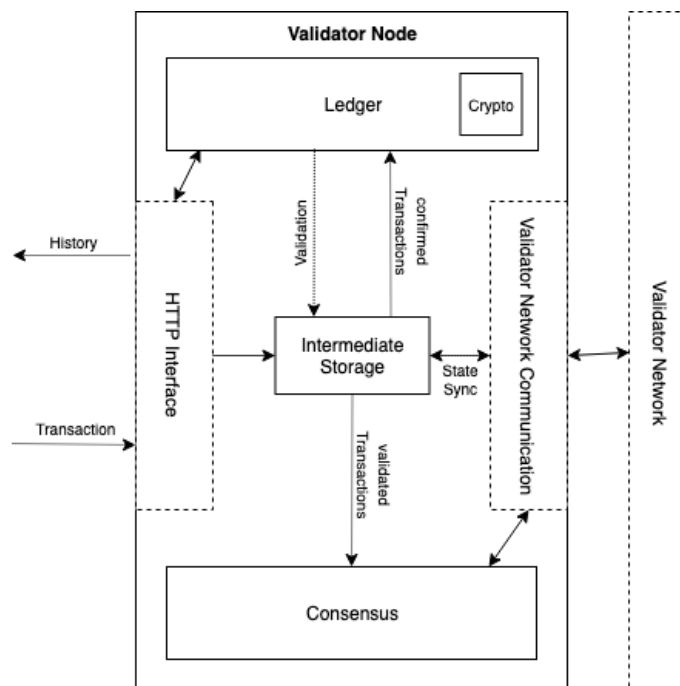 Validator Node
Ledger
Crypto
Validation
confirmed
Transactions
History
HTTP Interface
Transaction
Intermediate
Storage
State
Sync
Validator Network Communication
Validator Network
validated
Transactions
Consensus